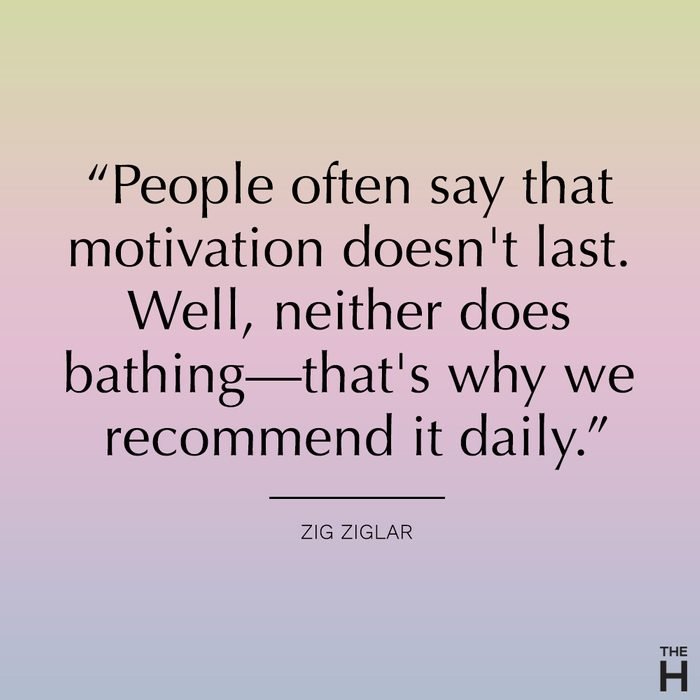 “People often say that
motivation doesn't last.
Well, neither does
bathing—that's why we
recommend it daily.”
ZIG ZIGLAR
THE
H